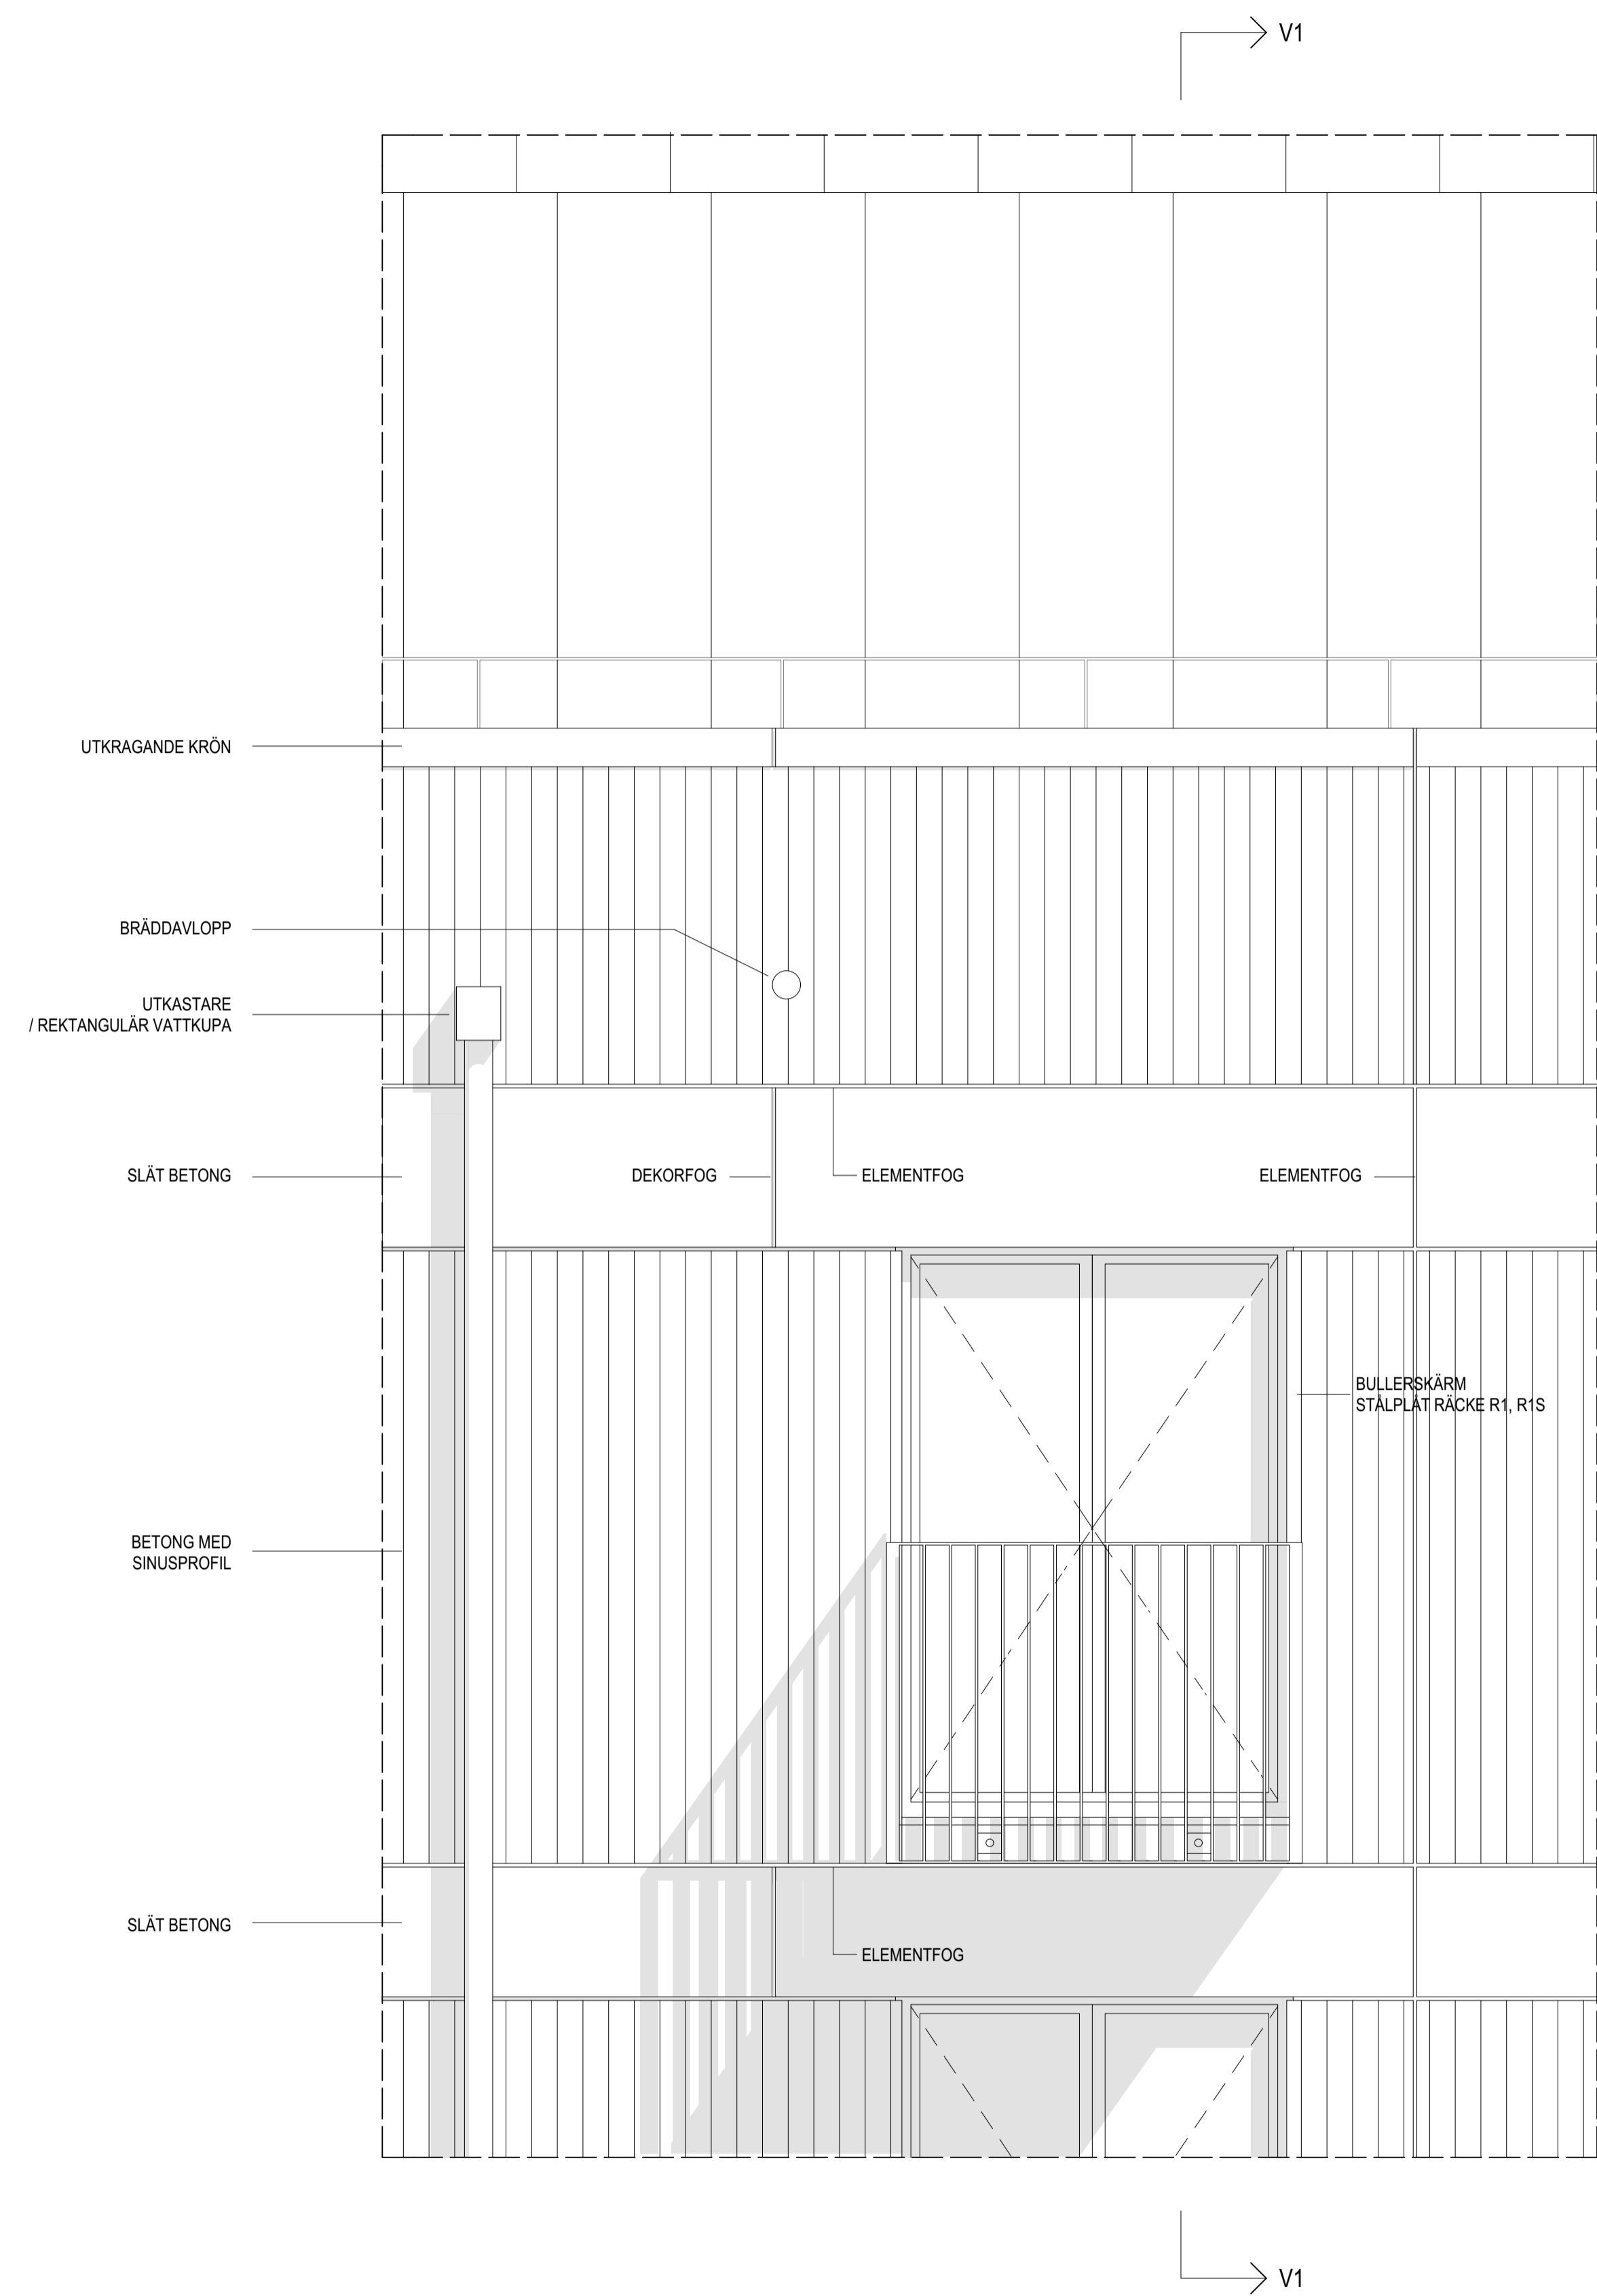 V1
UTKRAGANDE KRÖN
BRÄDDAVLOPP
UTKASTARE
/ REKTANGULÄR VATTKUPA
SLÄT BETONG
DEKORFOG
ELEMENTFOG
ELEMENTFOG
BULLERSKÄRM
STÅLPLÅT RÄCKE R1, R1S
BETONG MED
SINUSPROFIL
SLÄT BETONG
ELEMENTFOG
V1